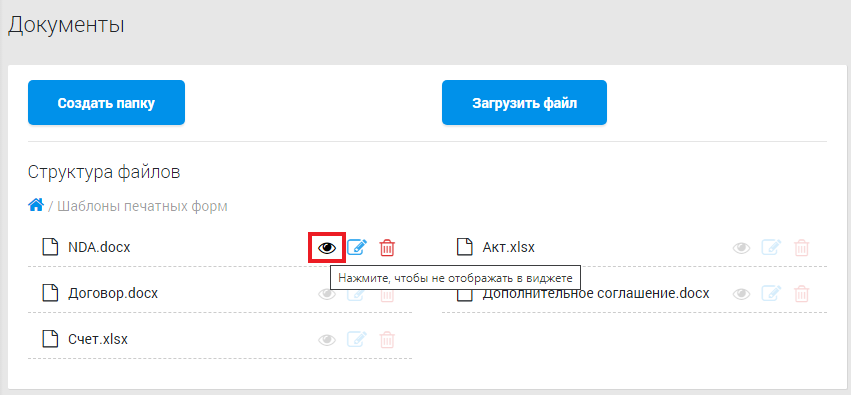 Документы
Создать папку
Загрузить файл
Структура файлов
/ Шаблоны печатных форм
NDA.docx
Акт.xlsx
Нажмите, чтобы не отображать в виджете
Договор.docx
Дополнительное соглашение.docx
Счет.xlsx